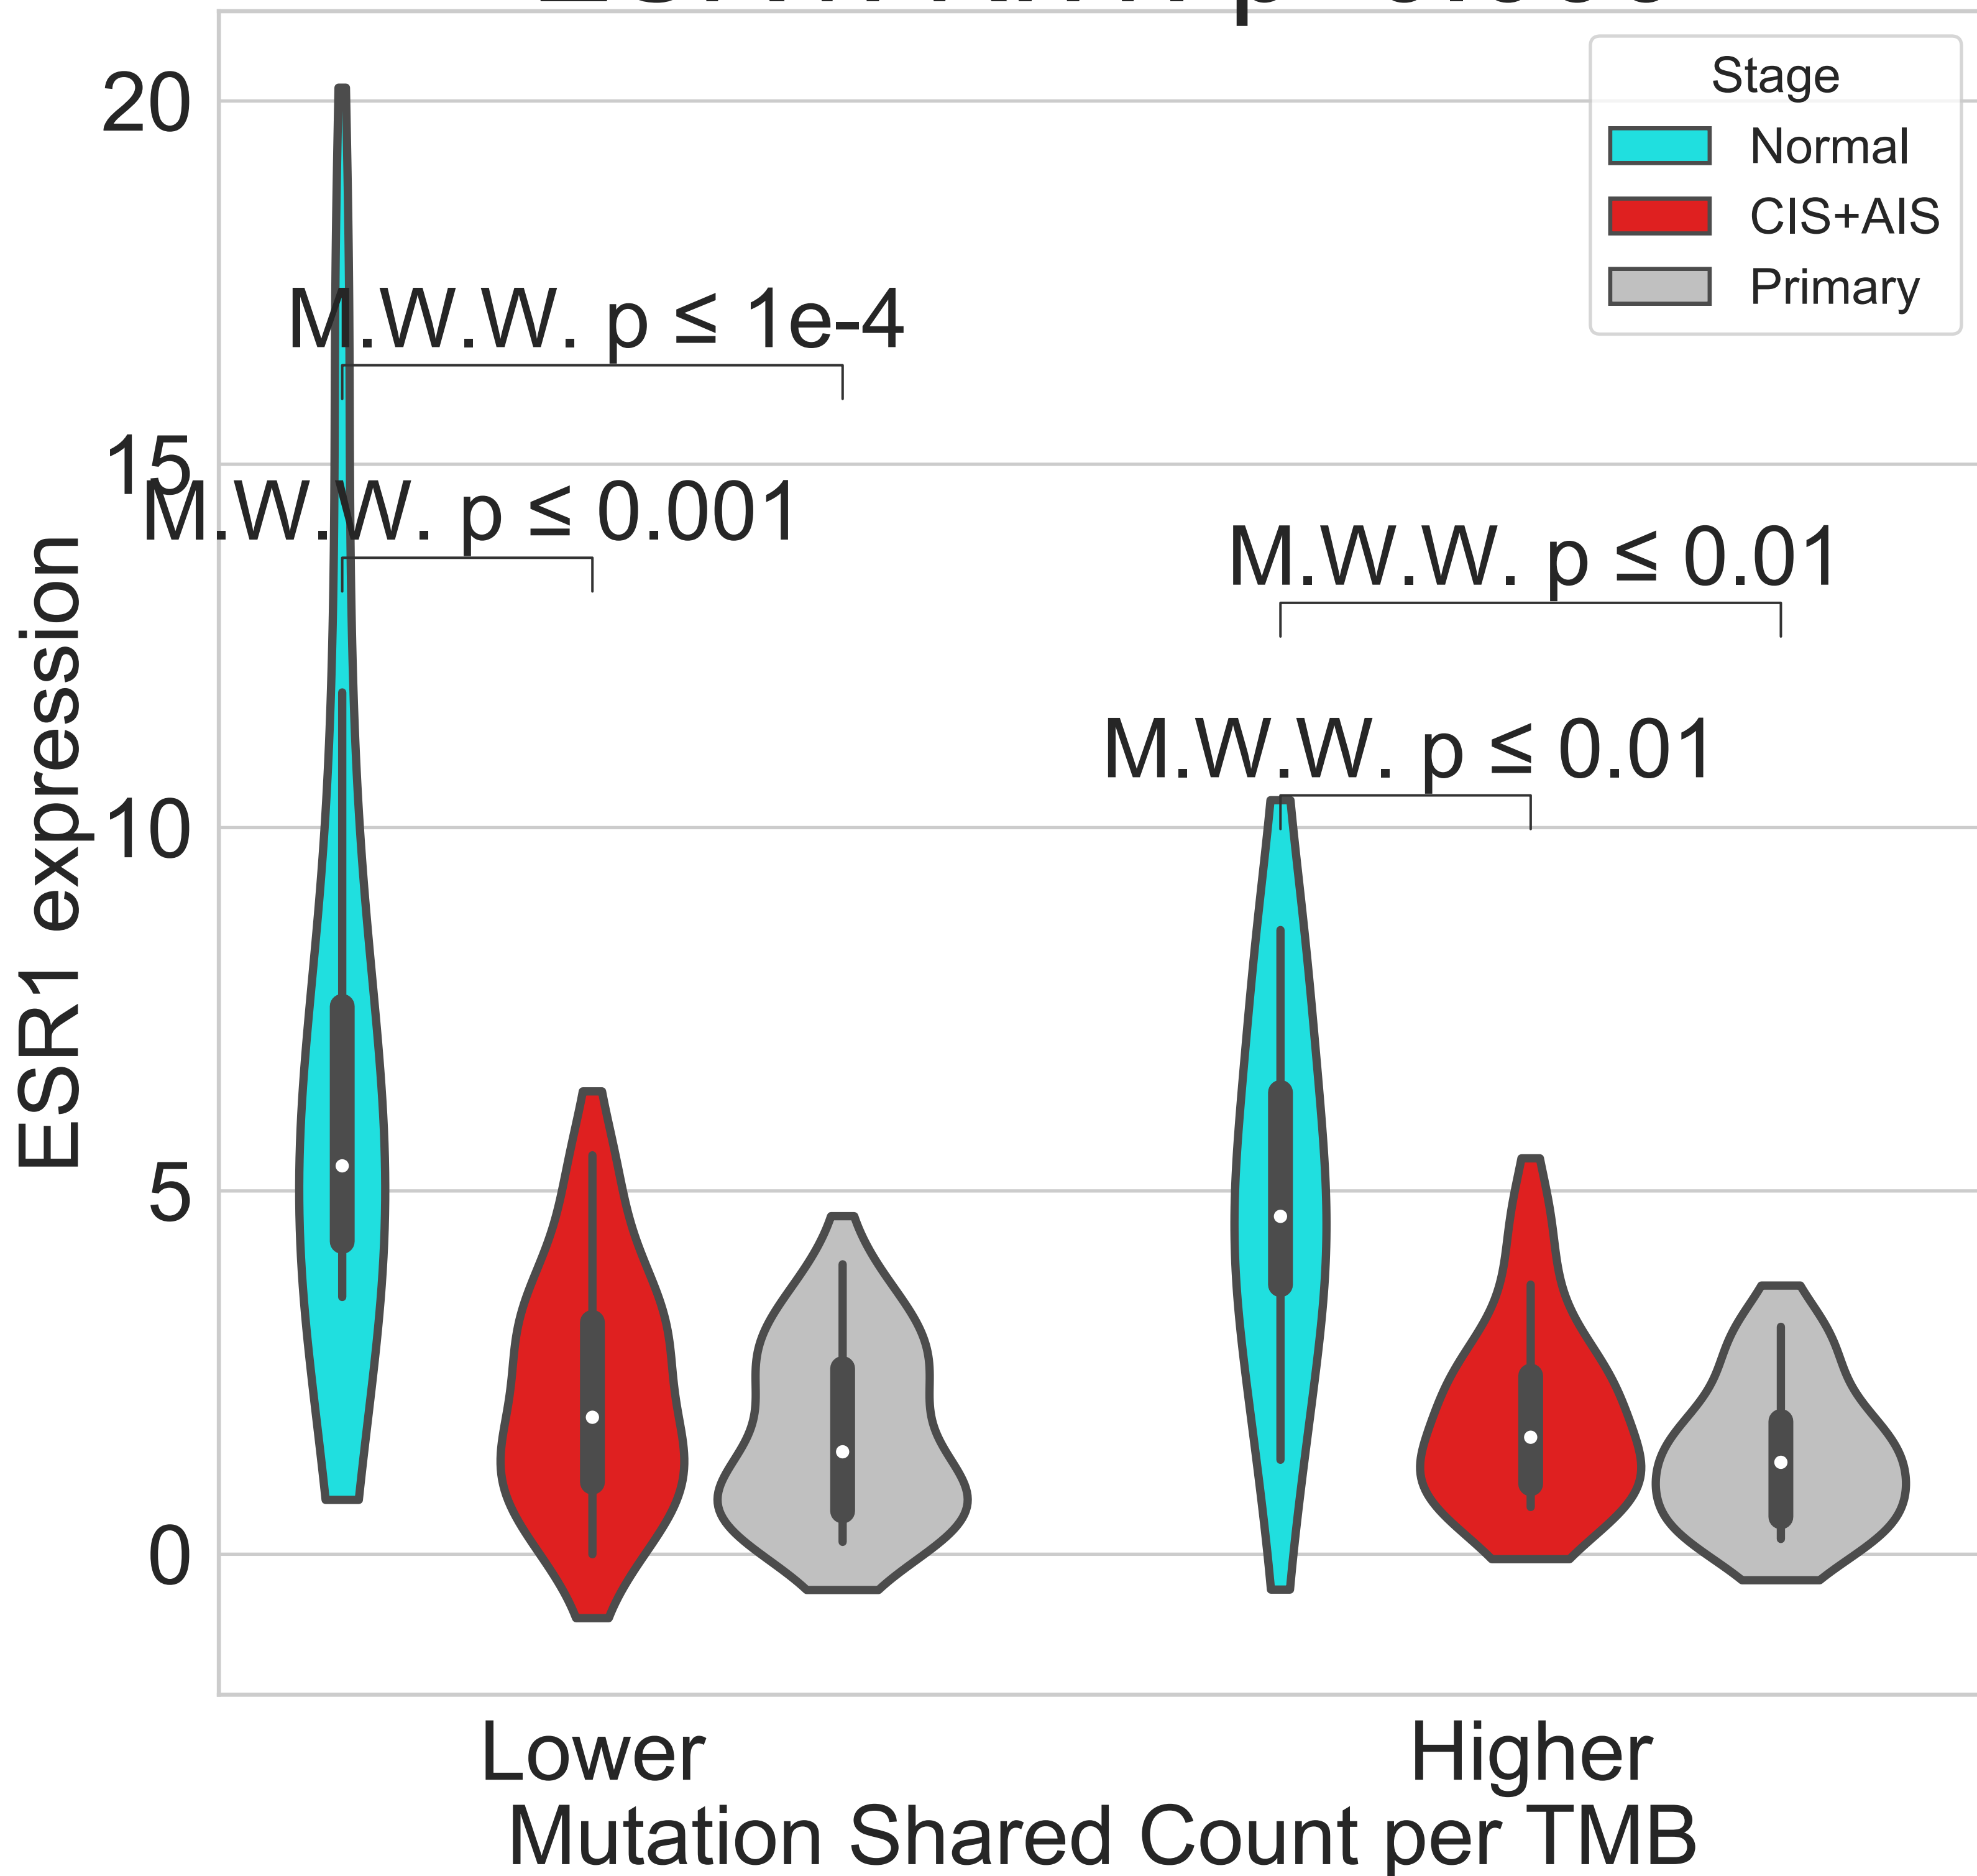 20
15
10
5
0
ESR1 expression
Stage
Normal
CIS+AIS
Primary
M.W.W. p ≤ 1e-4
M.W.W. p ≤ 0.001
M.W.W. p ≤ 0.01
M.W.W. p ≤ 0.01
Lower
Higher
Mutation Shared Count per TMB